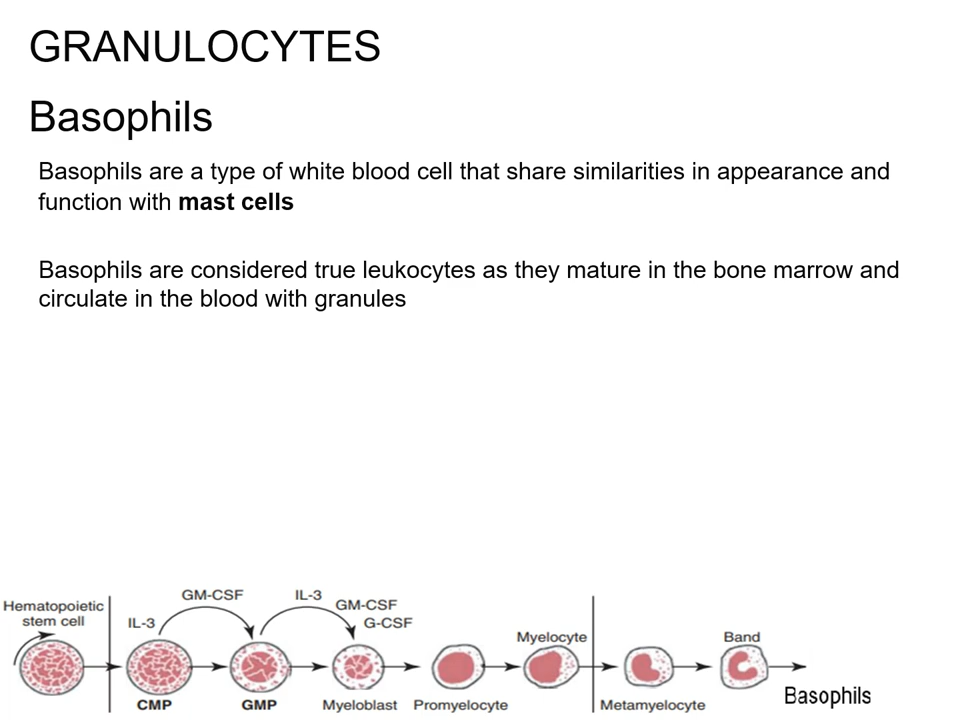 GRANULOCYTES
Basophils
Basophils are a type of white blood cell that share similarities in appearance and
function with mast cells
Basophils are considered true leukocytes as they mature in the bone marrow and
circulate in the blood with granules
Hematopoietic
stem cell
IL-3
GM-CSF
IL-3
GM-CSF
G-CSF
Myelocyte
Band
CMP
GMP
Myeloblast
Promyelocyte
Metamyelocyte
Basophils